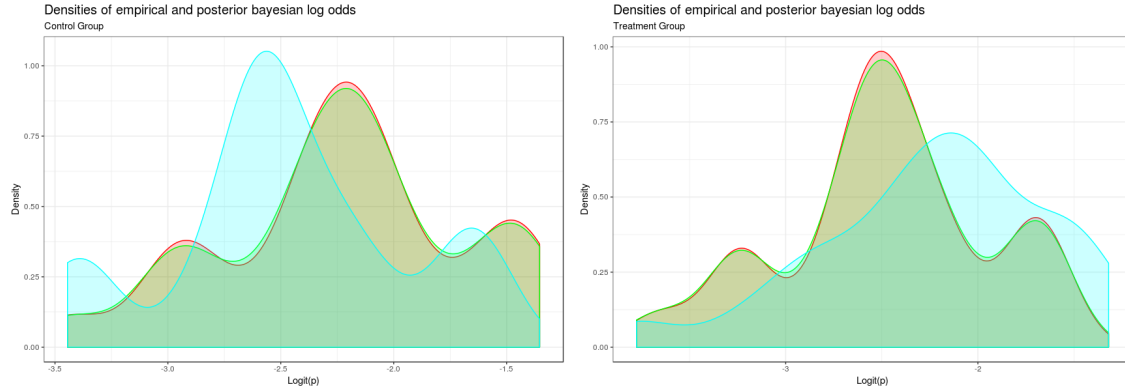 Densities of empirical and posterior bayesian log odds
Control Group
1.00
0.75
0.50
0.25
0.00
Density
-3.5 -3.0 -2.5 -2.0 -1.5
Logit(p)
Densities of empirical and posterior bayesian log odds
Treatment Group
1.00
0.75
0.50
0.25
0.00
Density
-3 -2
Logit(p)